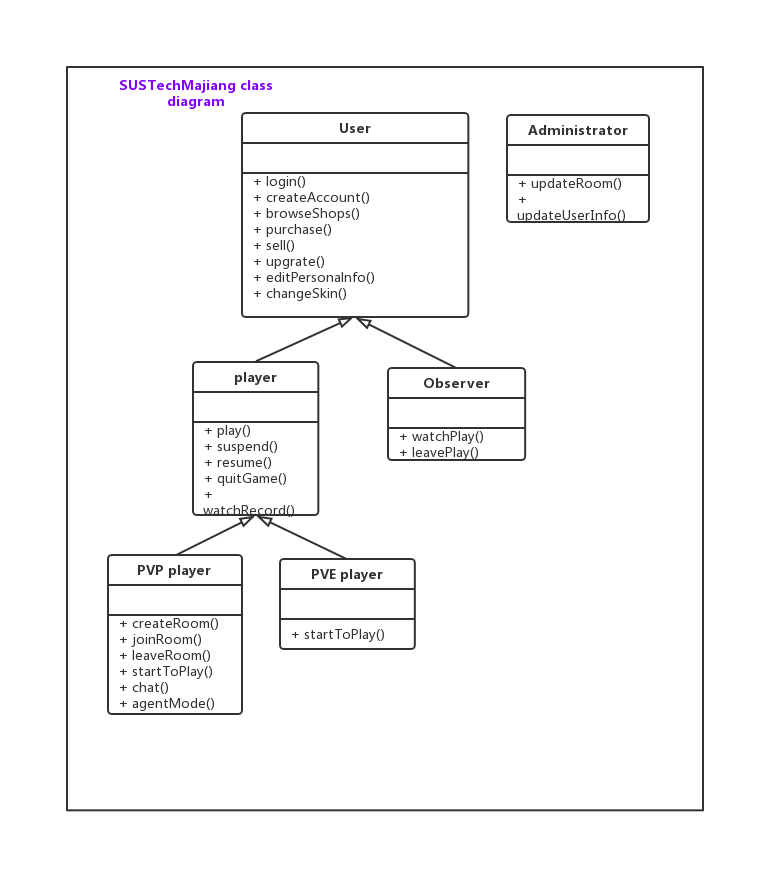 SUSTechMajiang class
diagram
User
+ login()
+ createAccount()
+ browseShops()
+ purchase()
+ sell()
+ upgrate()
+ editPersonaInfo()
+ changeSkin()
Administrator
+ updateRoom()
+
updateUserInfo()
player
+ play()
+ suspend()
+ resume()
+ quitGame()
+
watchRecord()
Observer
+ watchPlay()
+ leavePlay()
PVP player
+ createRoom()
+ joinRoom()
+ leaveRoom()
+ startToPlay()
+ chat()
+ agentMode()
PVE player
+ startToPlay()